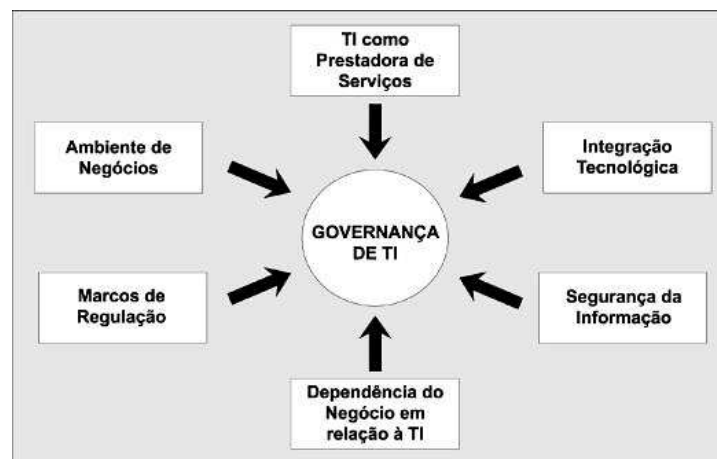 TI como
Prestadora de
Serviços
Ambiente de
Negócios
Integração
Tecnológica
GOVERNANÇA
DE TI
Marcos de
Regulação
Segurança da
Informação
Dependência do
Negócio em
relação à TI